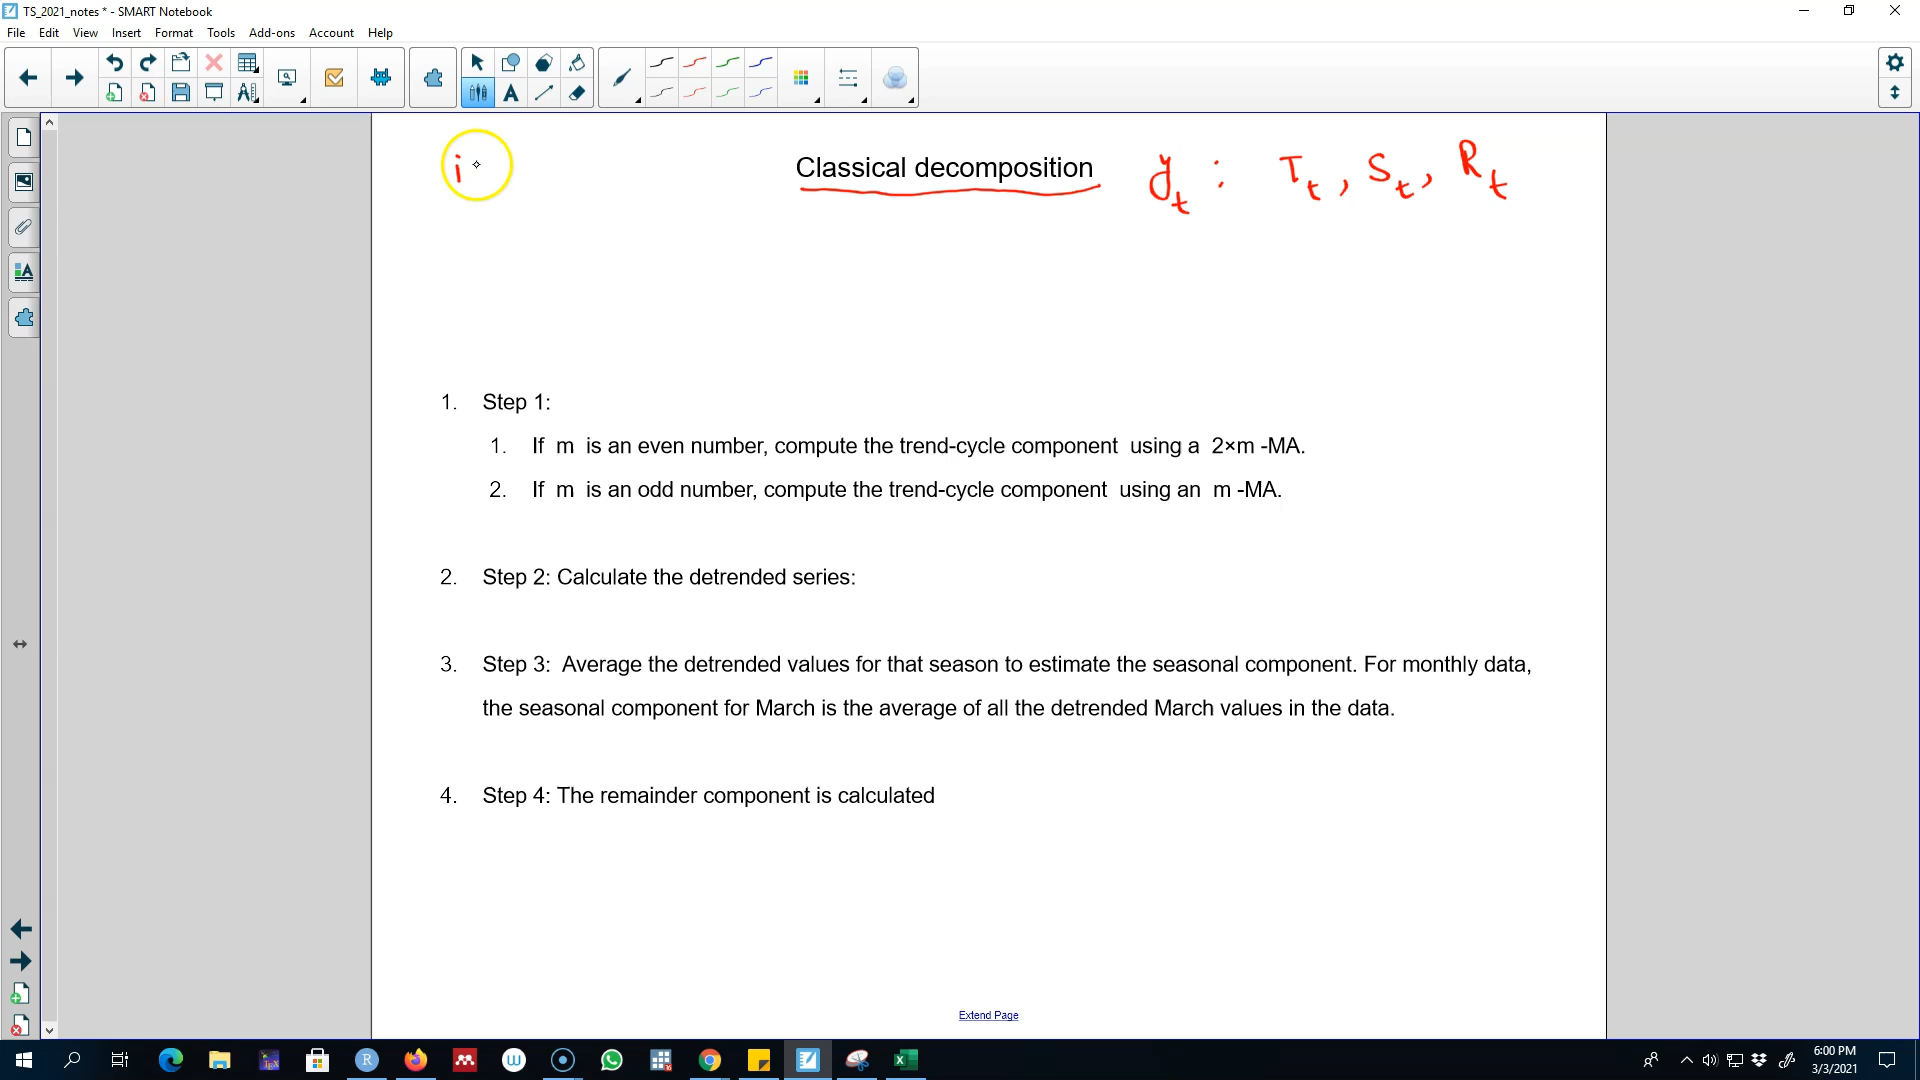 TS_2021_notes * - SMART Notebook
File Edit View Insert Format Tools Add-ons Account Help
i Classical decomposition y_t : T_t, S_t, R_t
1. Step 1:
1. If m is an even number, compute the trend-cycle component using a 2×m -MA.
2. If m is an odd number, compute the trend-cycle component using an m -MA.
2. Step 2: Calculate the detrended series:
3. Step 3: Average the detrended values for that season to estimate the seasonal component. For monthly data,
the seasonal component for March is the average of all the detrended March values in the data.
4. Step 4: The remainder component is calculated
Extend Page
6:00 PM
3/3/2021